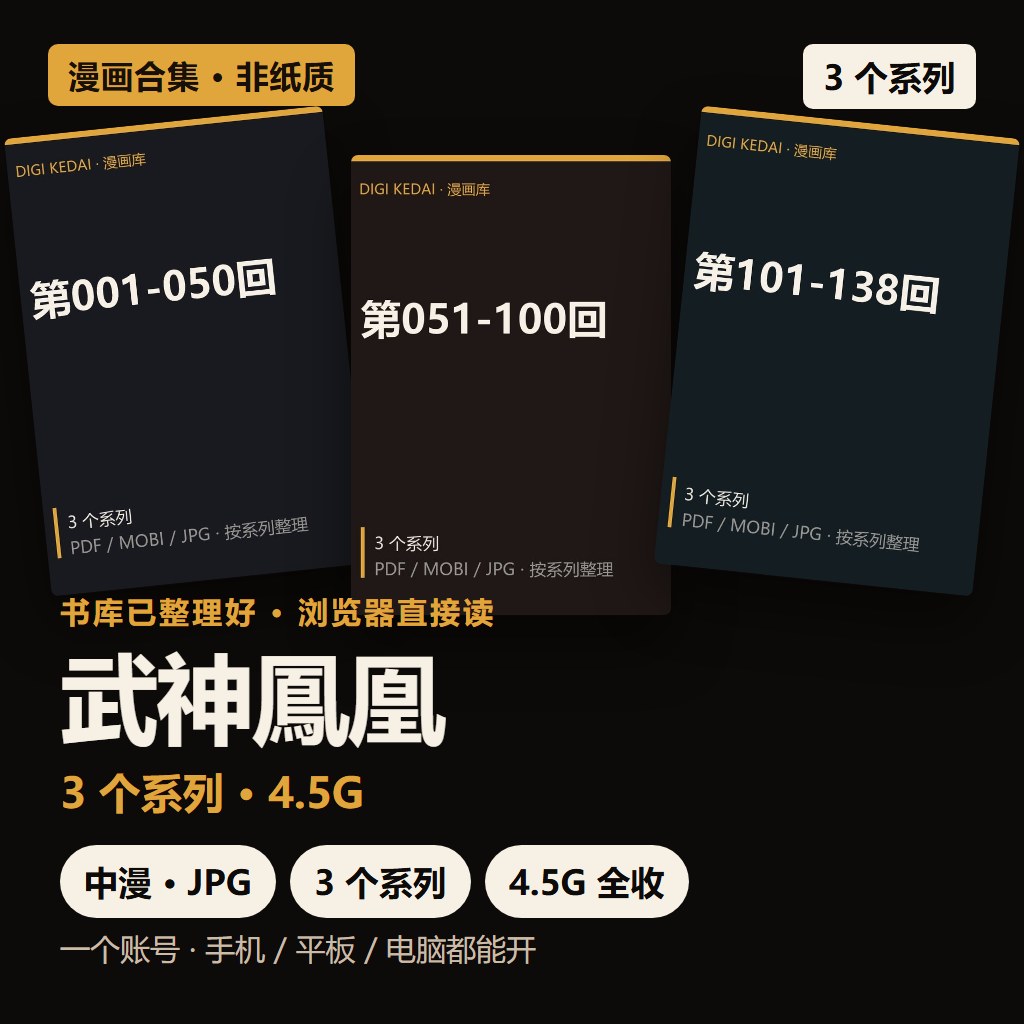 漫画合集 • 非纸质
3 个系列
DIGI KEDAI · 漫画库
第001-050回
3 个系列
PDF / MOBI / JPG · 按系列整理
DIGI KEDAI · 漫画库
第051-100回
3 个系列
PDF / MOBI / JPG · 按系列整理
DIGI KEDAI · 漫画库
第101-138回
3 个系列
PDF / MOBI / JPG · 按系列整理
书库已整理好 • 浏览器直接读
武神鳳凰
3 个系列 • 4.5G
中漫 • JPG
3 个系列
4.5G 全收
一个账号 · 手机 / 平板 / 电脑都能开